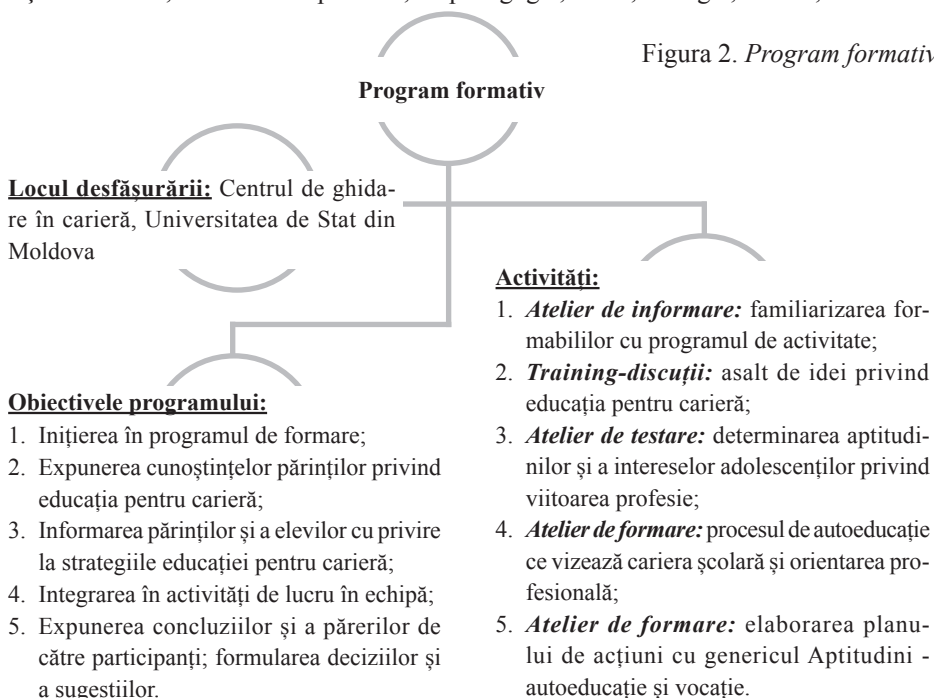 Figura 2. Program formativ
Program formativ
Locul desfășurării: Centrul de ghida-
re în carieră, Universitatea de Stat din
Moldova
Obiectivele programului:
1. Inițierea în programul de formare;
2. Expunerea cunoștințelor părinților privind
educația pentru carieră;
3. Informarea părinților și a elevilor cu privire
la strategiile educației pentru carieră;
4. Integrarea în activități de lucru în echipă;
5. Expunerea concluziilor și a părerilor de
către participanți; formularea deciziilor și
a sugestiilor.
Activități:
1. Atelier de informare: familiarizarea for-
mabililor cu programul de activitate;
2. Training-discuții: asalt de idei privind
educația pentru carieră;
3. Atelier de testare: determinarea aptitudi-
nilor și a intereselor adolescenților privind
viitoarea profesie;
4. Atelier de formare: procesul de autoeducație
ce vizează cariera școlară și orientarea pro-
fesională;
5. Atelier de formare: elaborarea planu-
lui de acțiuni cu genericul Aptitudini -
autoeducație și vocație.